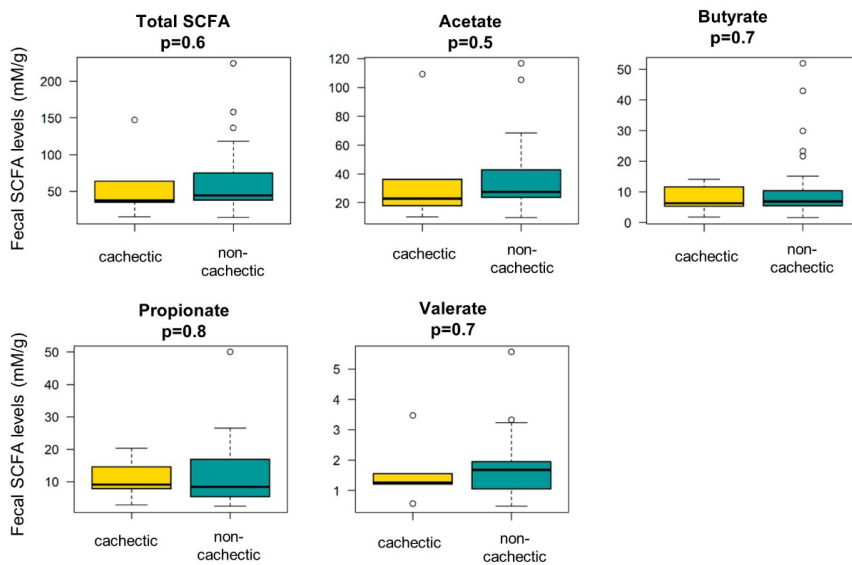 Total SCFA
p=0.6
Acetate
p=0.5
Butyrate
p=0.7
Fecal SCFA levels (mM/g)
200
150
100
50
120
100
80
60
40
20
50
40
30
20
10
0
cachectic
non-
cachectic
cachectic
non-
cachectic
cachectic
non-
cachectic
Propionate
p=0.8
Valerate
p=0.7
Fecal SCFA levels (mM/g)
50
40
30
20
10
5
4
3
2
1
cachectic
non-
cachectic
cachectic
non-
cachectic